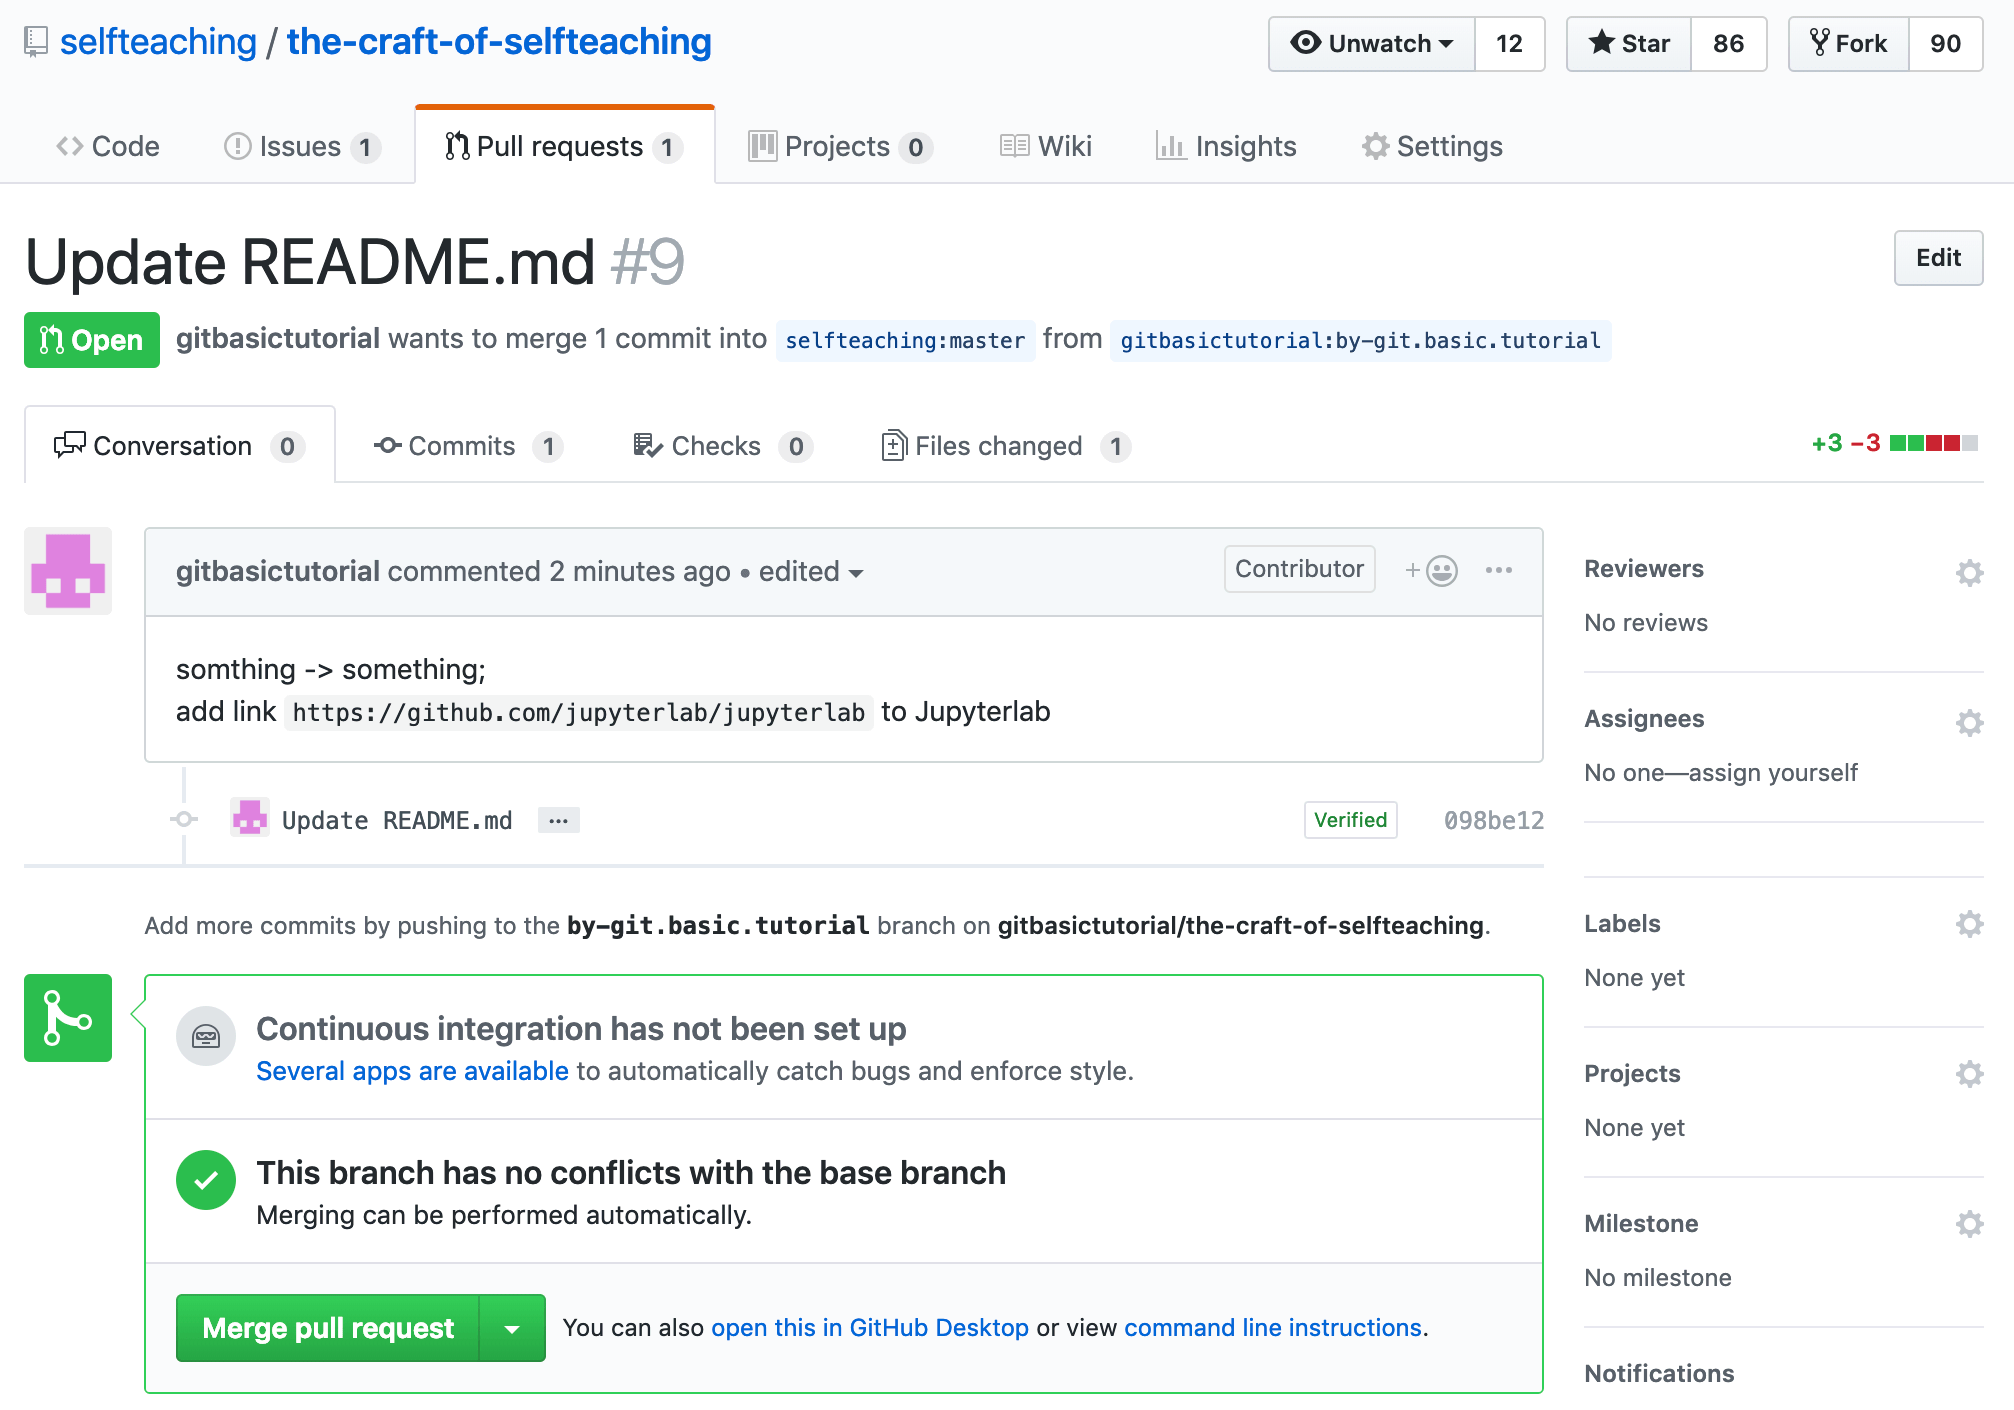 selfteaching / the-craft-of-selfteaching
Unwatch 12 Star 86 Fork 90
Code Issues 1 Pull requests 1 Projects 0 Wiki Insights Settings
Update README.md #9
Edit
Open gitbasictutorial wants to merge 1 commit into selfteaching:master from gitbasictutorial:by-git.basic.tutorial
Conversation 0 Commits 1 Checks 0 Files changed 1 +3 −3
gitbasictutorial commented 2 minutes ago • edited Contributor
somthing -> something;
add link https://github.com/jupyterlab/jupyterlab to Jupyterlab
Update README.md ... Verified 098be12
Add more commits by pushing to the by-git.basic.tutorial branch on gitbasictutorial/the-craft-of-selfteaching.
Continuous integration has not been set up
Several apps are available to automatically catch bugs and enforce style.
This branch has no conflicts with the base branch
Merging can be performed automatically.
Merge pull request You can also open this in GitHub Desktop or view command line instructions.
Reviewers
No reviews
Assignees
No one—assign yourself
Labels
None yet
Projects
None yet
Milestone
No milestone
Notifications